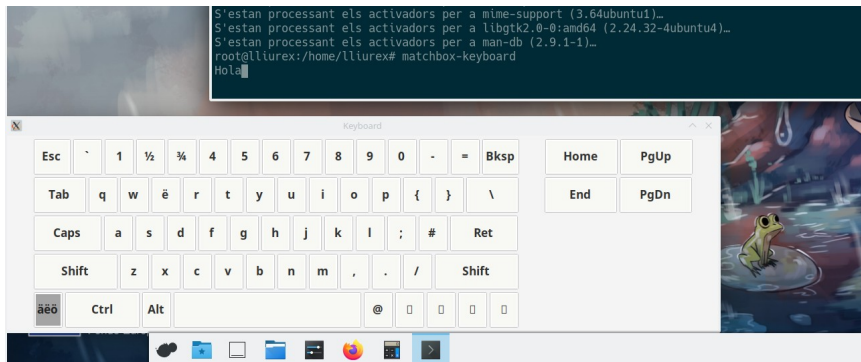 S'estan processant els activadors per a mime-support (3.64ubuntu1)…
S'estan processant els activadors per a libgtk2.0-0:amd64 (2.24.32-4ubuntu4)…
S'estan processant els activadors per a man-db (2.9.1-1)…
root@lliurex:/home/lliurex# matchbox-keyboard
Hola
Keyboard
Esc ` 1 ½ ¾ 4 5 6 7 8 9 0 - = Bksp Home PgUp
Tab q w ë r t y u i o p { } \ End PgDn
Caps a s d f g h j k l ; # Ret
Shift z x c v b n m , . / Shift
äëö Ctrl Alt @